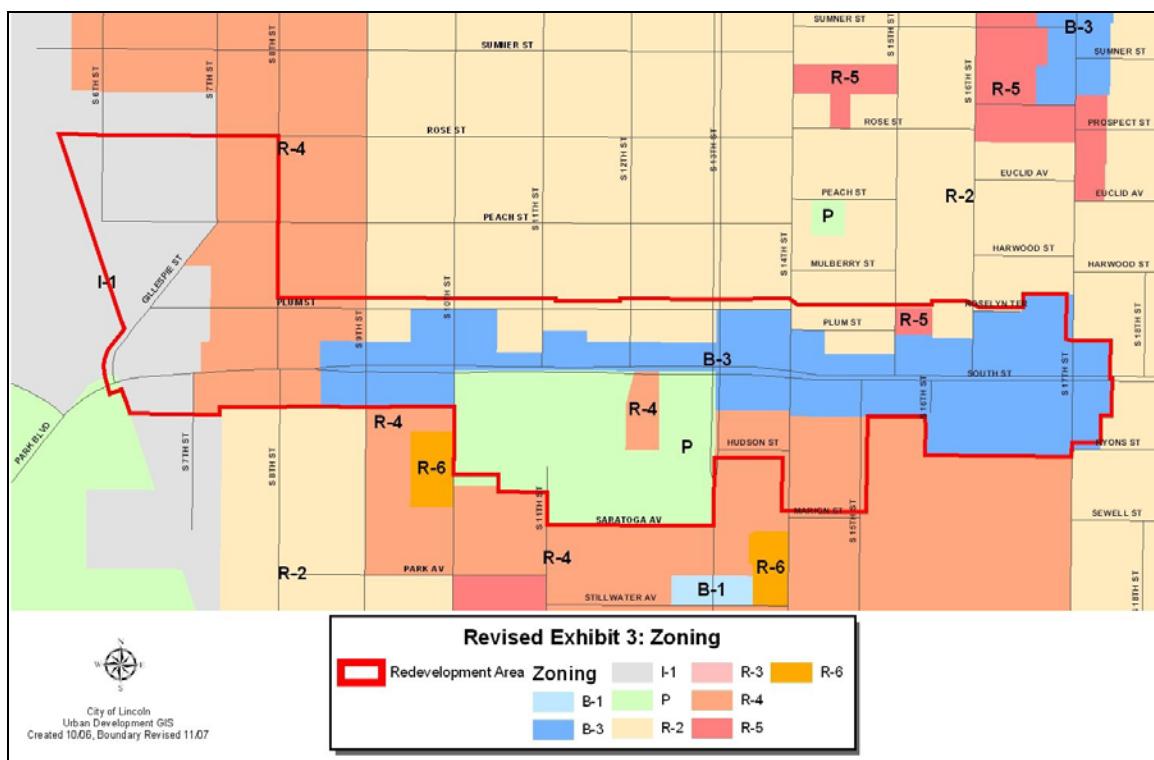 SUMNER ST
S 15TH ST
SUMNER ST
B-3
SUMNER ST
S 6TH ST
S 7TH ST
S 8TH ST
R-5
S 16TH ST
R-5
ROSE ST
R-4
S 12TH ST
S 13TH ST
ROSE ST
PROSPECT ST
EUCLID AV
EUCLID AV
PEACH ST
S 11TH ST
PEACH ST
R-2
P
S 14TH ST
HARWOOD ST
MULBERRY ST
HARWOOD ST
GILLESPIE ST
I-1
PLUM ST
S 10TH ST
ROSELYN TER
S 18TH ST
S 9TH ST
PLUM ST
R-5
B-3
SOUTH ST
S 17TH ST
S 16TH ST
PARK BLVD
S 7TH ST
S 8TH ST
R-4
R-4
HUDSON ST
P
RYONS ST
R-6
S 11TH ST
SARATOGA AV
MARION ST
S 15TH ST
SEWELL ST
R-2
PARK AV
R-4
R-6
B-1
STILLWATER AV
S 18TH ST
Revised Exhibit 3: Zoning
Redevelopment Area
Zoning
B-1
B-3
I-1
P
R-2
R-3
R-4
R-5
R-6
N
W E
S
City of Lincoln
Urban Development GIS
Created 10/06, Boundary Revised 11/07